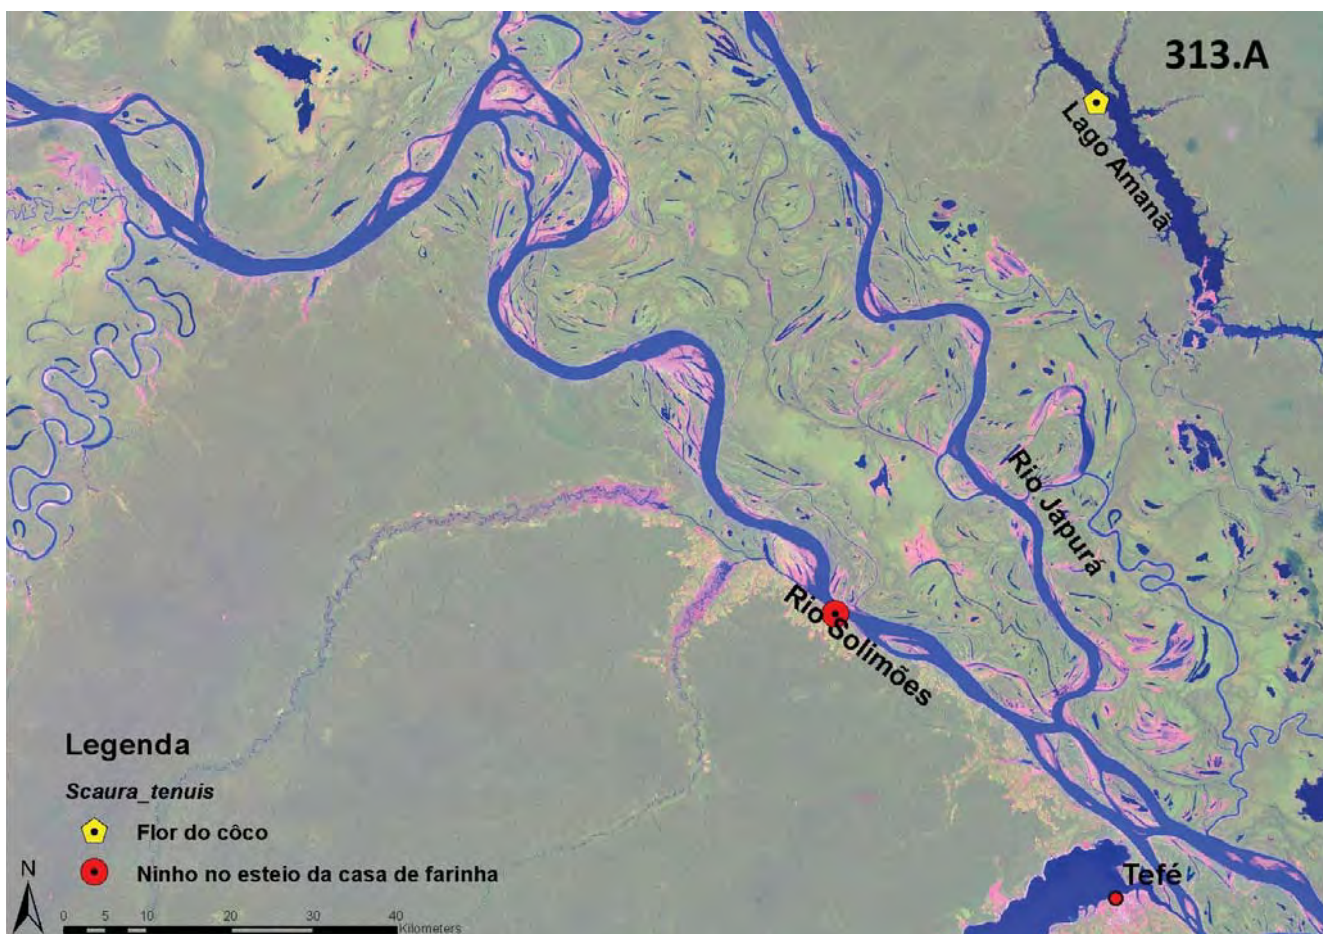 313.A
Lago Amanã
Rio Japurá
Rio Solimões
Tefé
Legenda
Scaura_tenuis
Flor do côco
Ninho no esteio da casa de farinha
N
0 5 10 20 30 40
Kilometers